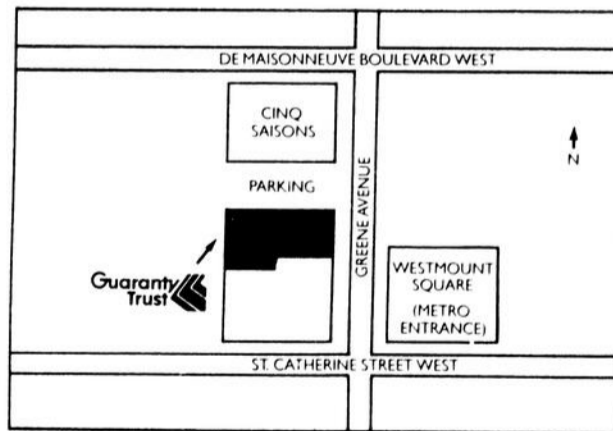 DE MAISONNEUVE BOULEVARD WEST
CINQ
SAISONS
PARKING
GREENE AVENUE
N
Guaranty
Trust
WESTMOUNT
SQUARE
(METRO
ENTRANCE)
ST. CATHERINE STREET WEST